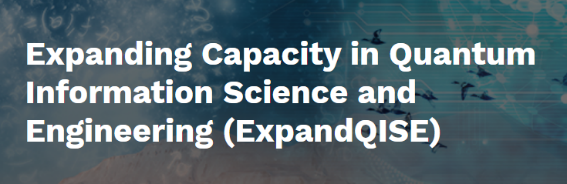 Expanding Capacity in Quantum
Information Science and
Engineering (ExpandQISE)